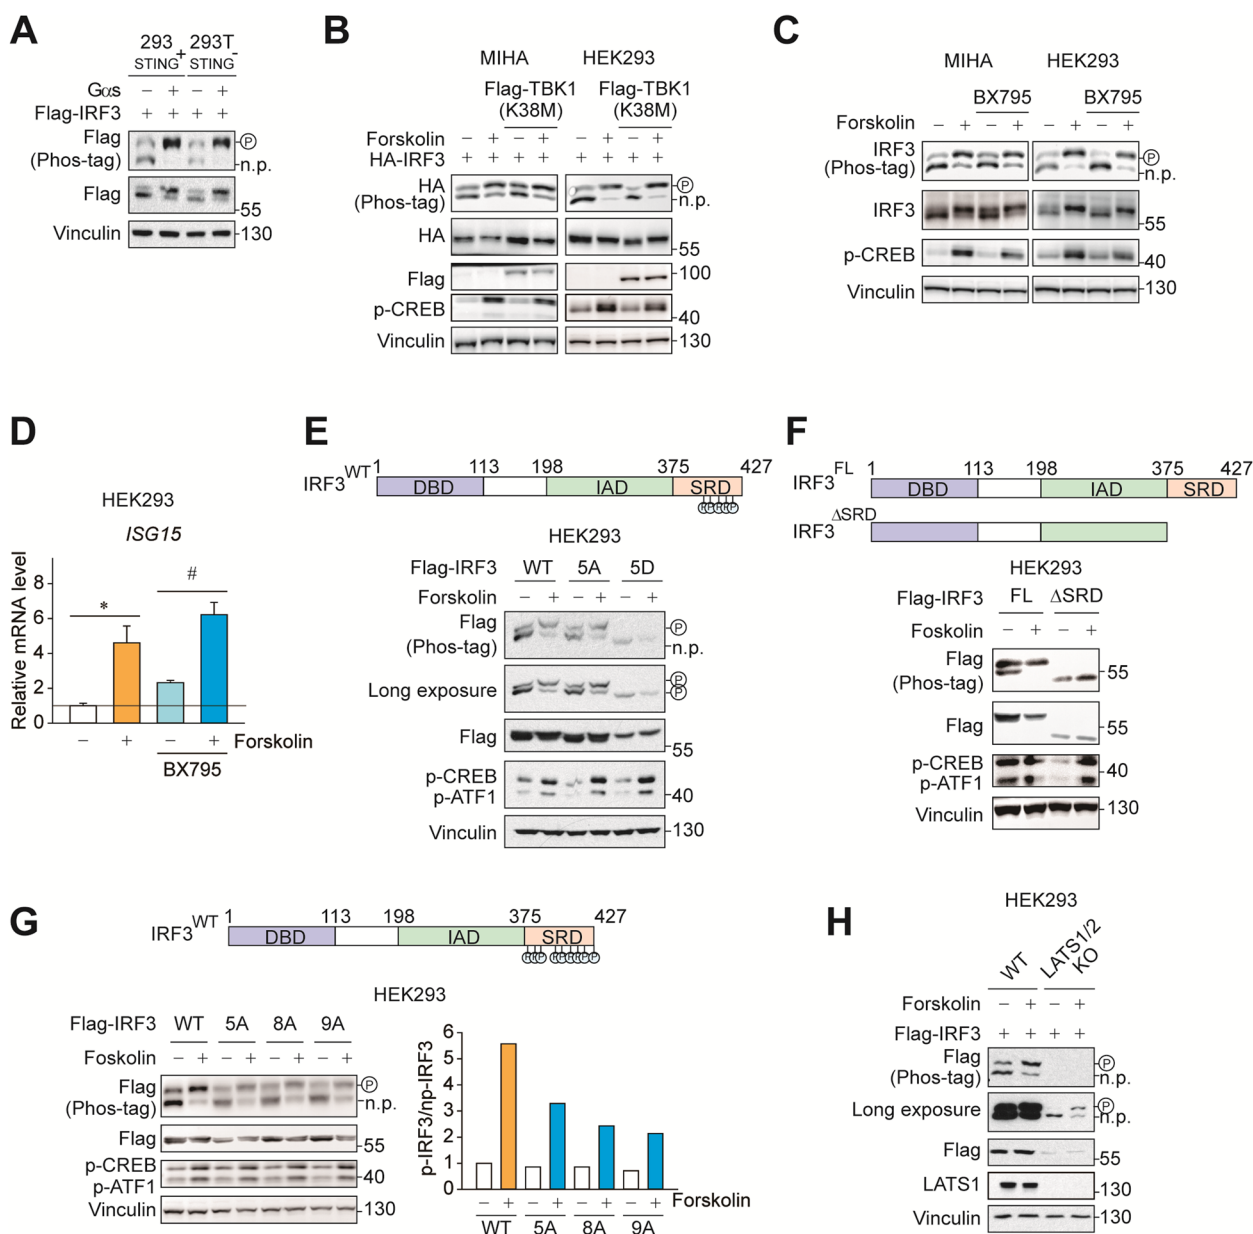 A
293 293T
STING+ STING-
Gαs - + - +
Flag-IRF3 + + + +
Flag
(Phos-tag)
P
n.p.
Flag
55
Vinculin
130
B
MIHA HEK293
Flag-TBK1 Flag-TBK1
(K38M) (K38M)
Forskolin - + - + - + - +
HA-IRF3 + + + + + + + +
HA
(Phos-tag)
P
n.p.
HA
55
Flag
100
p-CREB
40
Vinculin
130
C
MIHA HEK293
BX795 BX795
Forskolin - + - + - + - +
IRF3
(Phos-tag)
P
n.p.
IRF3
55
p-CREB
40
Vinculin
130
D
HEK293
ISG15
Relative mRNA level
8
6
4
2
0
*
#
- + - + Forskolin
BX795
E
IRF3WT
1 113 198 375 427
DBD IAD SRD
HEK293
Flag-IRF3 WT 5A 5D
Forskolin - + - + - +
Flag
(Phos-tag)
P
n.p.
Long exposure
P
P
Flag
55
p-CREB
p-ATF1
40
Vinculin
130
F
IRF3FL
1 113 198 375 427
DBD IAD SRD
IRF3ΔSRD
HEK293
Flag-IRF3 FL ΔSRD
Foskolin - + - +
Flag
(Phos-tag)
55
Flag
55
p-CREB
p-ATF1
40
Vinculin
130
G
IRF3WT
1 113 198 375 427
DBD IAD SRD
HEK293
Flag-IRF3 WT 5A 8A 9A
Foskolin - + - + - + - +
Flag
(Phos-tag)
P
n.p.
Flag
55
p-CREB
p-ATF1
40
Vinculin
130
p-IRF3/np-IRF3
6
5
4
3
2
1
0
- + - + - + - + Forskolin
WT 5A 8A 9A
H
HEK293
WT LATS1/2 KO
Forskolin - + - +
Flag-IRF3 + + + +
Flag
(Phos-tag)
P
n.p.
Long exposure
P
n.p.
Flag
55
LATS1
130
Vinculin
130